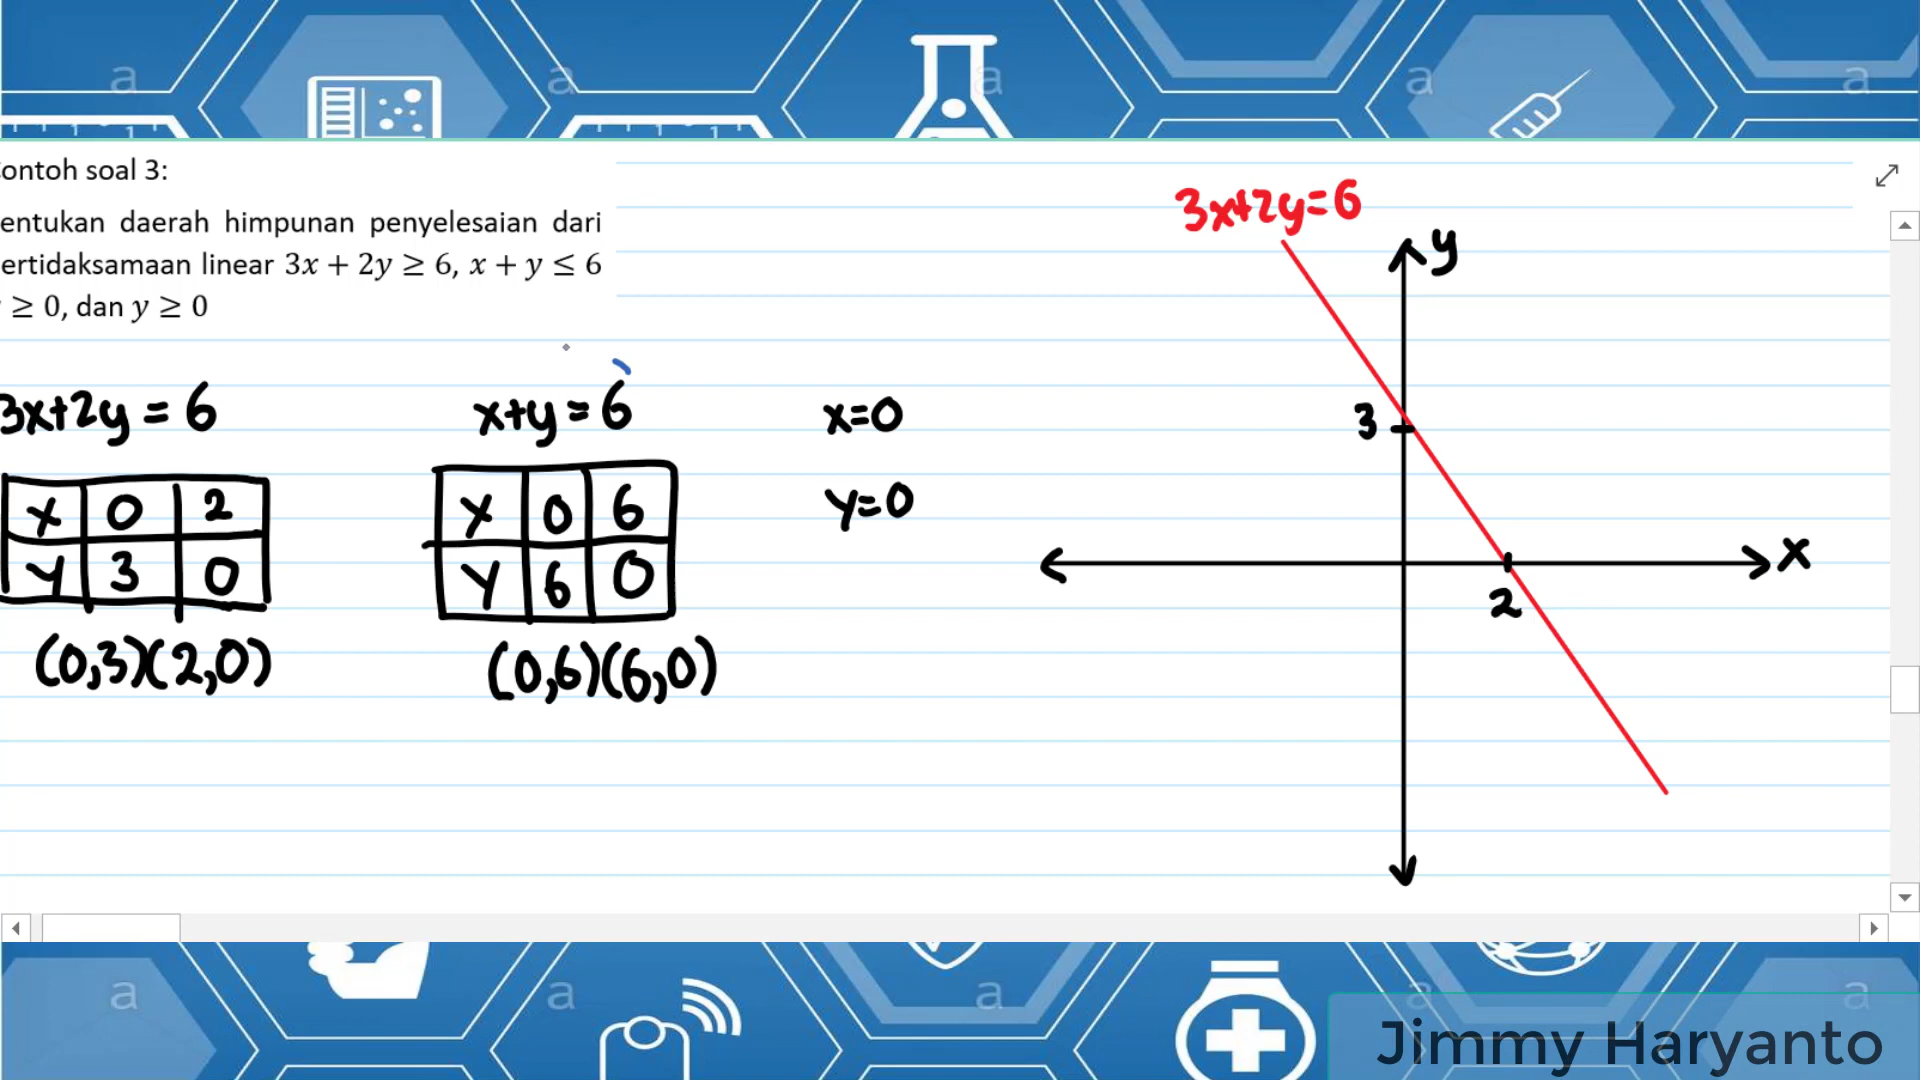 ontoh soal 3:
entukan daerah himpunan penyelesaian dari
ertidaksamaan linear 3x + 2y ≥ 6, x + y ≤ 6
≥ 0, dan y ≥ 0
3x+2y = 6
x 0 2
y 3 0
(0,3)(2,0)
x+y = 6
x 0 6
y 6 0
(0,6)(6,0)
x=0
y=0
3x+2y=6
y
3
x
2
a a a a a
a a a a a
Jimmy Haryanto